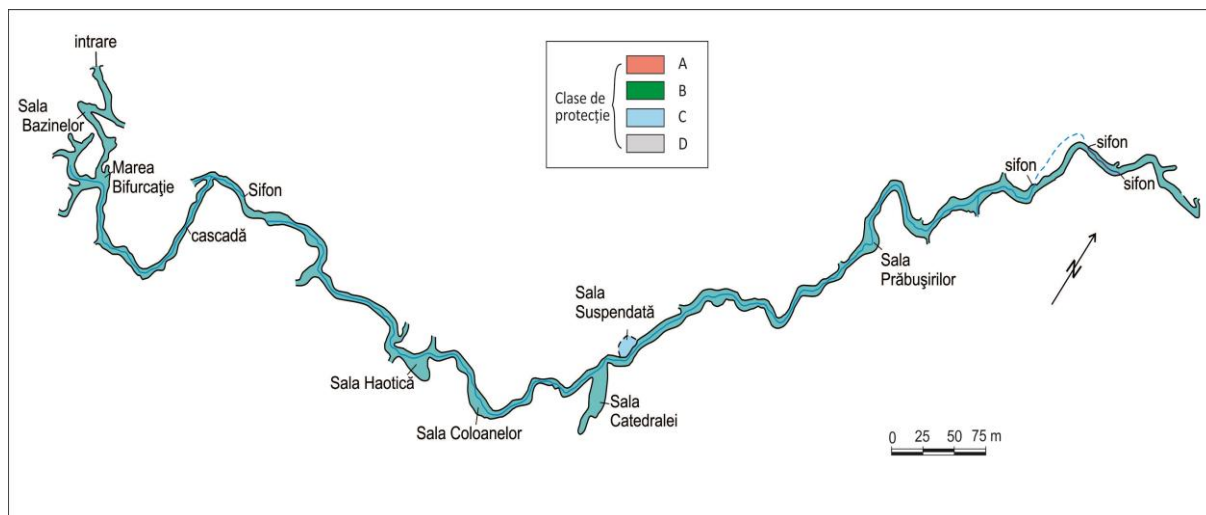 intrare
Sala
Bazinelor
Marea
Bifurcaţie
Sifon
cascadă
Clase de
protecție
A
B
C
D
sifon
sifon
sifon
Sala
Prăbuşirilor
N
Sala
Suspendată
Sala Haotică
Sala Coloanelor
Sala
Catedralei
0 25 50 75 m